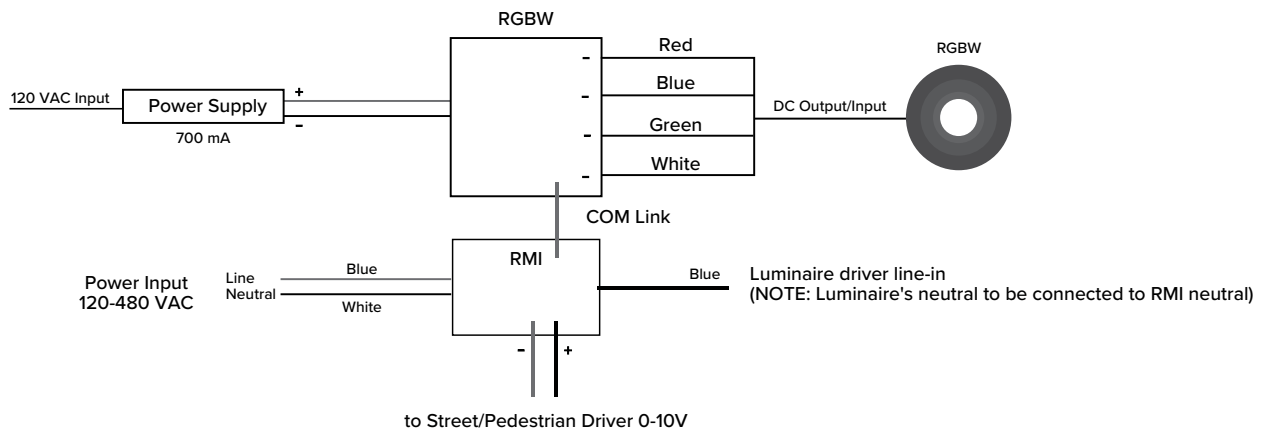 RGBW
Red
Blue
Green
White
120 VAC Input
Power Supply
700 mA
+
-
-
-
-
-
DC Output/Input
RGBW
COM Link
RMI
Power Input
120-480 VAC
Line
Neutral
Blue
White
Blue
Luminaire driver line-in
(NOTE: Luminaire's neutral to be connected to RMI neutral)
- +
to Street/Pedestrian Driver 0-10V